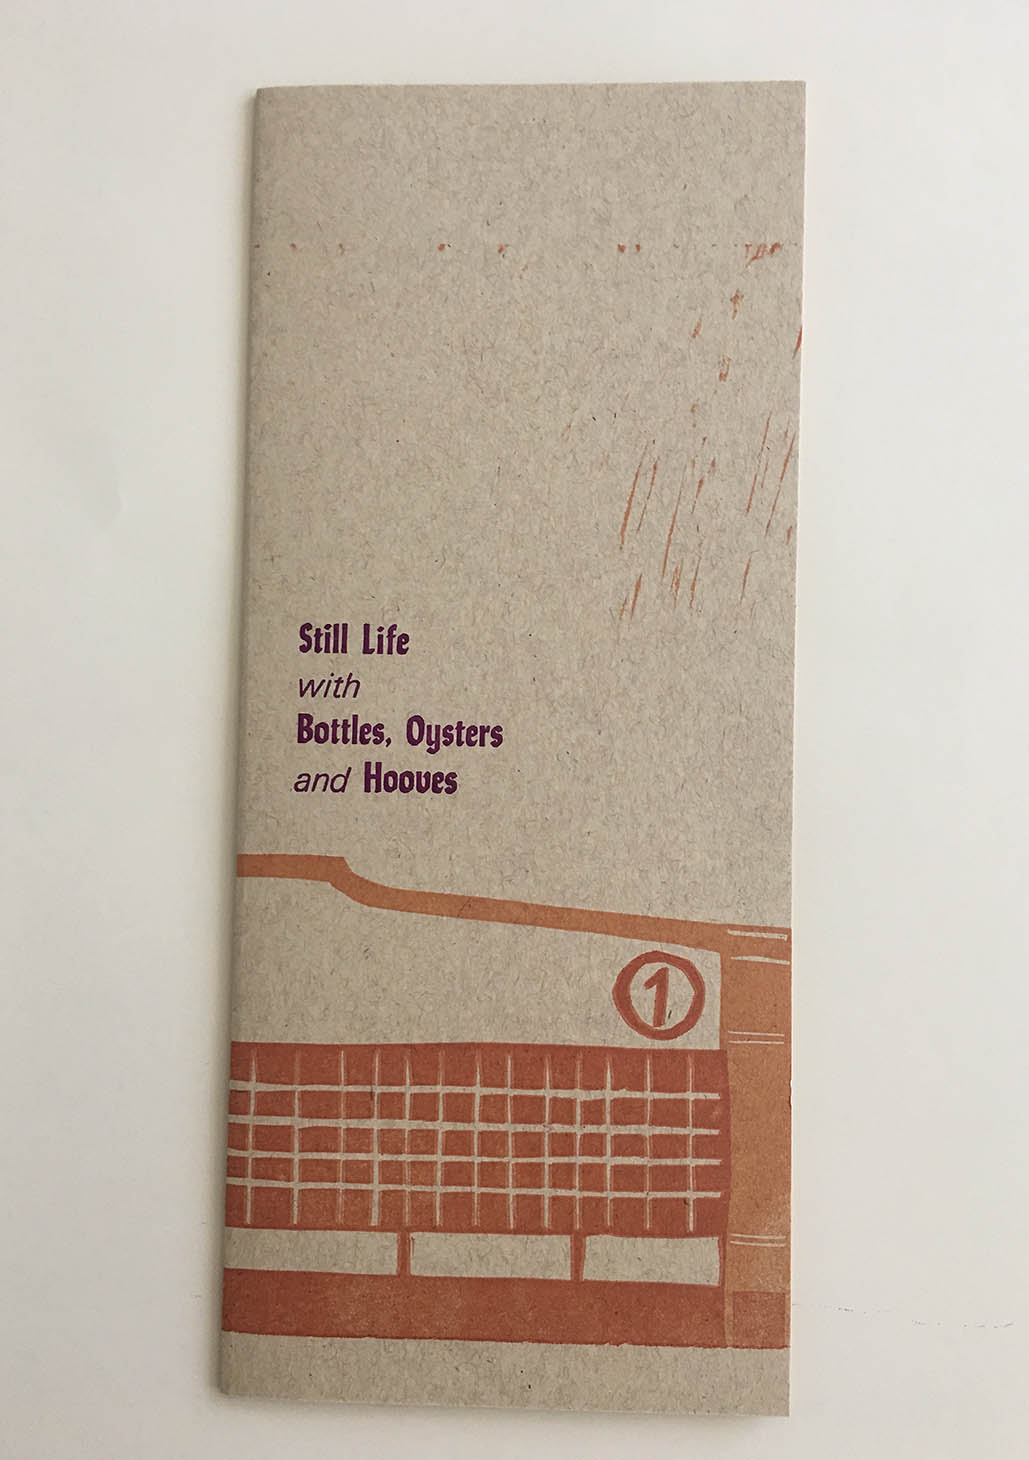 Still Life
with
Bottles, Oysters
and Hooves
1